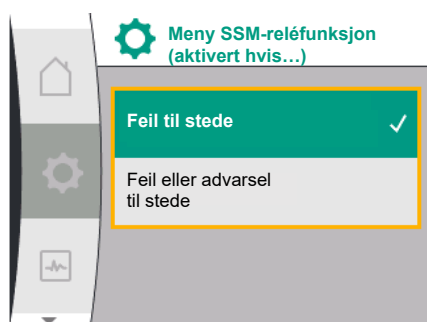 Meny SSM-reléfunksjon
(aktivert hvis…)
Feil til stede
Feil eller advarsel
til stede